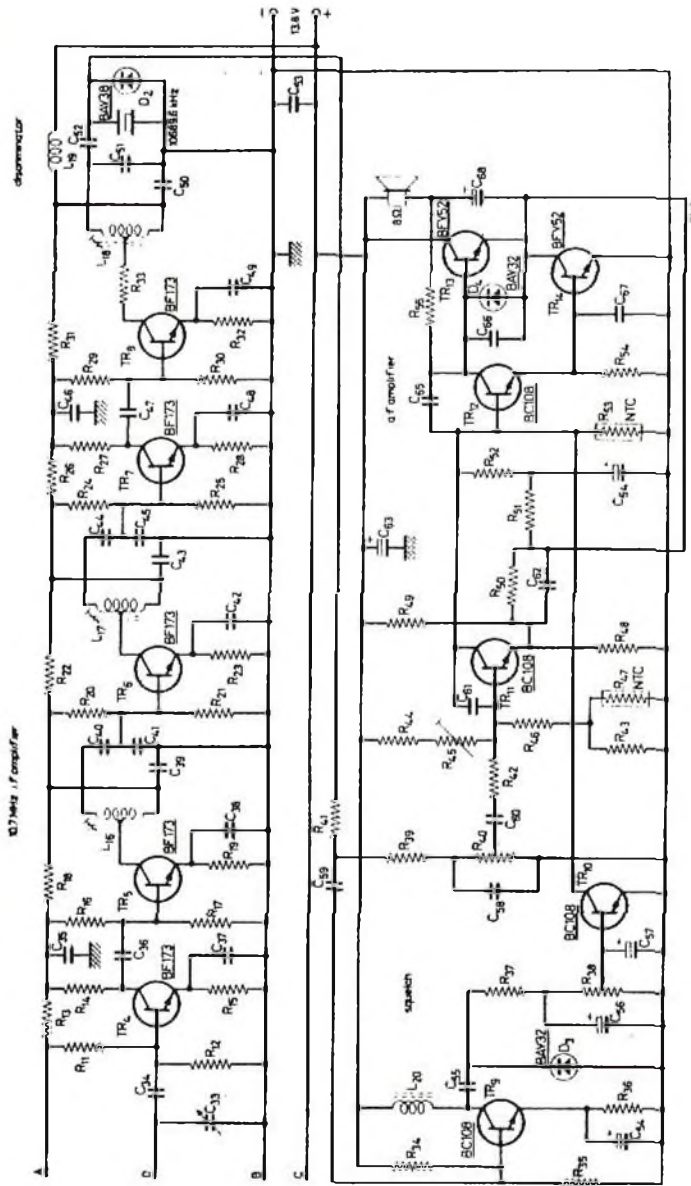 10.7 MHz i.f amplifier
discriminator
A
D
B
C
−
13.8 V
+
R11
R12
R13
R14
R15
R16
R17
R18
R19
R20
R21
R22
R23
R24
R25
R26
R27
R28
R29
R30
R31
R32
R33
C33
C34
C35
C36
C37
C38
C39
C40
C41
C42
C43
C44
C45
C46
C47
C48
C49
C50
C51
C52
C53
L16
L17
L18
L19
TR4
BF173
TR5
BF173
TR6
BF173
TR7
BF173
TR8
BF173
BAV38
D2
10689.6 kHz
squelch
a.f amplifier
R34
R35
R36
R37
R38
R39
R40
R41
R42
R43
R44
R45
R46
R47
NTC
R48
R49
R50
R51
R52
R53
NTC
R54
R55
L20
C54
C55
C56
C57
C58
C59
C60
C61
C62
C63
C64
C65
C66
C67
C68
+
+
+
+
+
+
TR9
BC108
BAV32
D3
TR10
BC108
TR11
BC108
TR12
BC108
TR13
BFY52
D4
BAV32
TR14
BFY52
8Ω